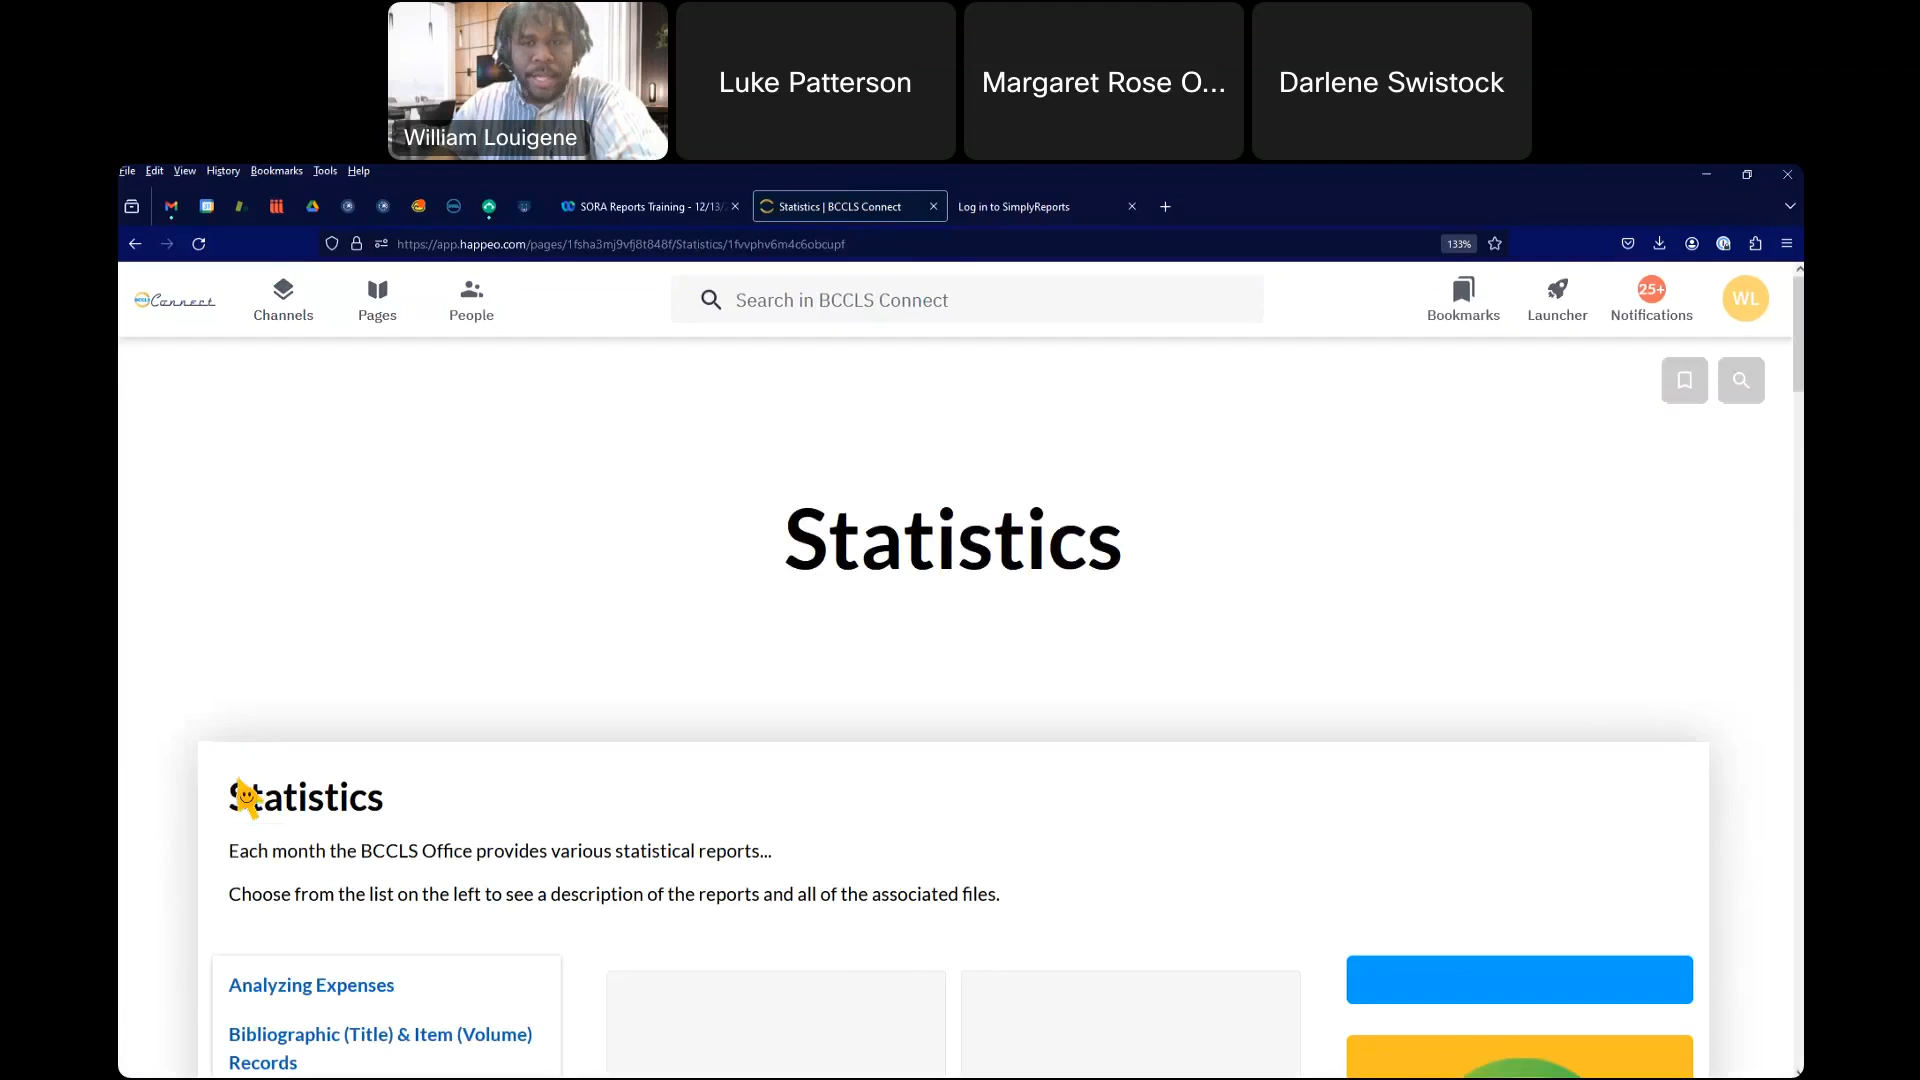 William Louigene
Luke Patterson
Margaret Rose O...
Darlene Swistock
File Edit View History Bookmarks Tools Help
SORA Reports Training - 12/13/
Statistics | BCCLS Connect
Log in to SimplyReports
https://app.happeo.com/pages/1fsha3mj9vfj8t848f/Statistics/1fvvphv6m4c6obcupf
133%
BCCLS Connect
Channels
Pages
People
Search in BCCLS Connect
Bookmarks
Launcher
25+
Notifications
WL
Statistics
Statistics
Each month the BCCLS Office provides various statistical reports...
Choose from the list on the left to see a description of the reports and all of the associated files.
Analyzing Expenses
Bibliographic (Title) & Item (Volume)
Records